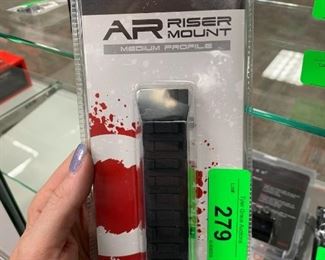 AR RISER
MOUNT
MEDIUM PROFILE
279